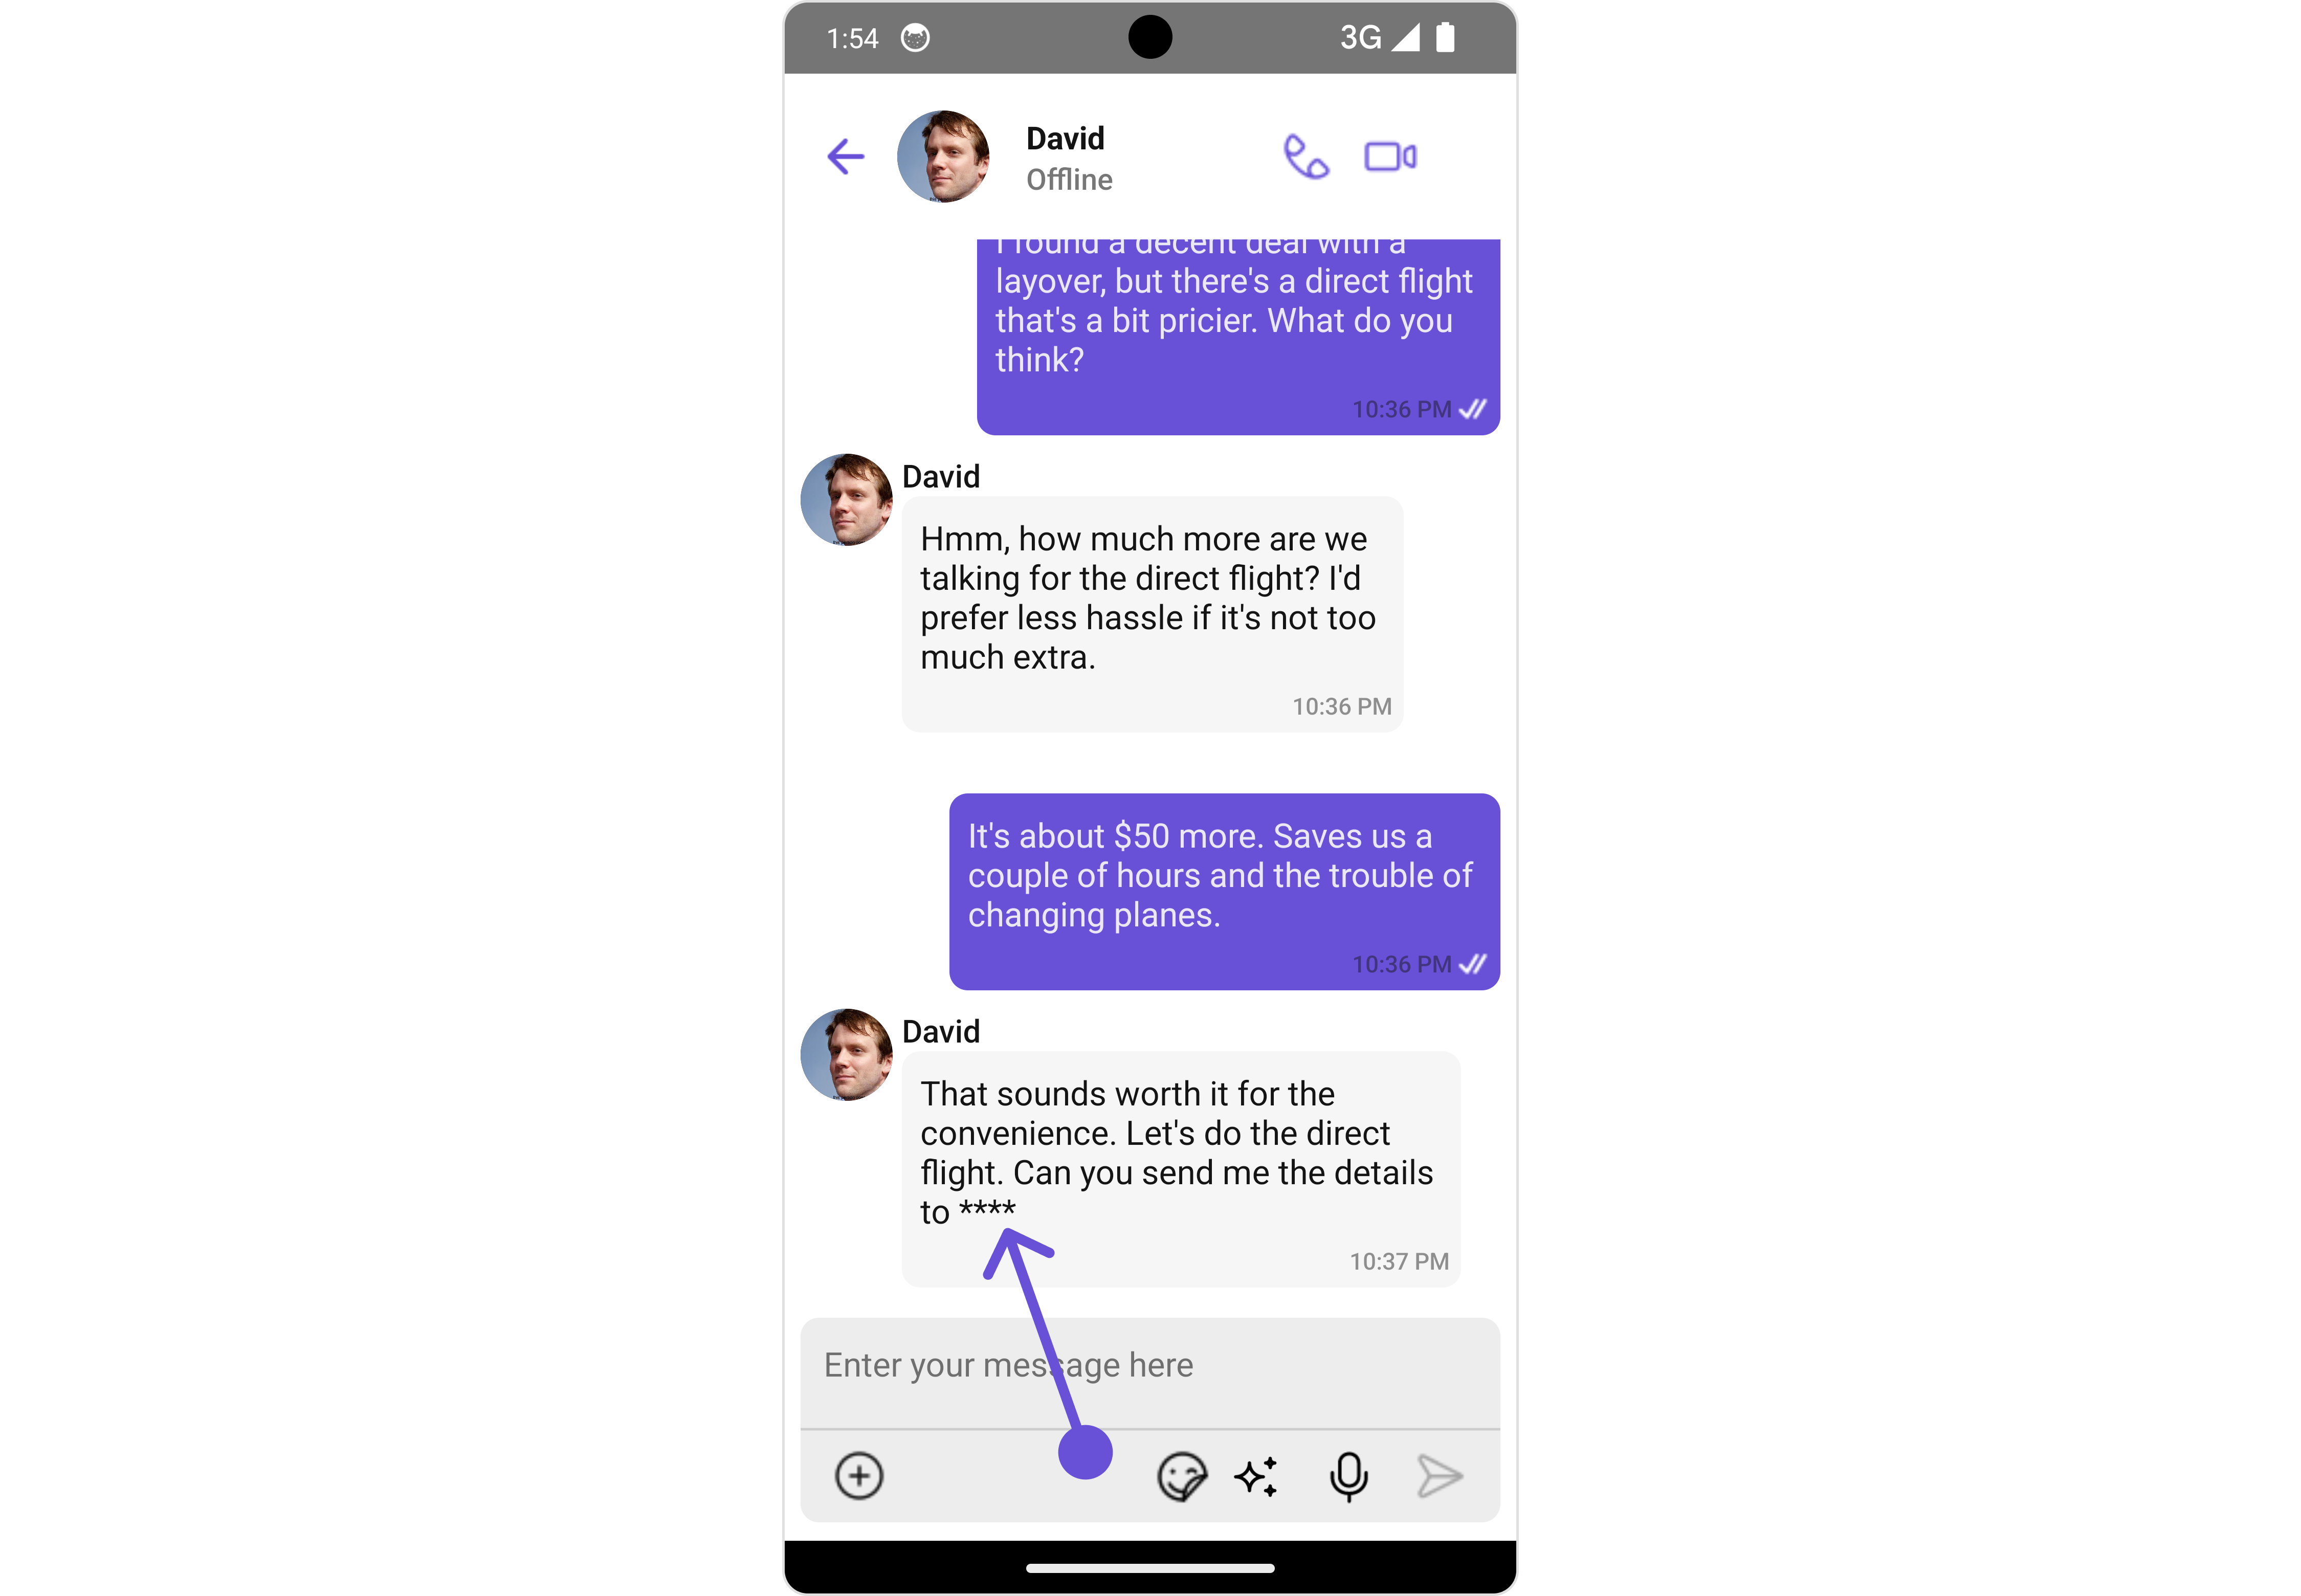 1:54
3G
David
Offline
I found a decent deal with a
layover, but there's a direct flight
that's a bit pricier. What do you
think?
10:36 PM
David
Hmm, how much more are we
talking for the direct flight? I'd
prefer less hassle if it's not too
much extra.
10:36 PM
It's about $50 more. Saves us a
couple of hours and the trouble of
changing planes.
10:36 PM
David
That sounds worth it for the
convenience. Let's do the direct
flight. Can you send me the details
to ****
10:37 PM
Enter your message here